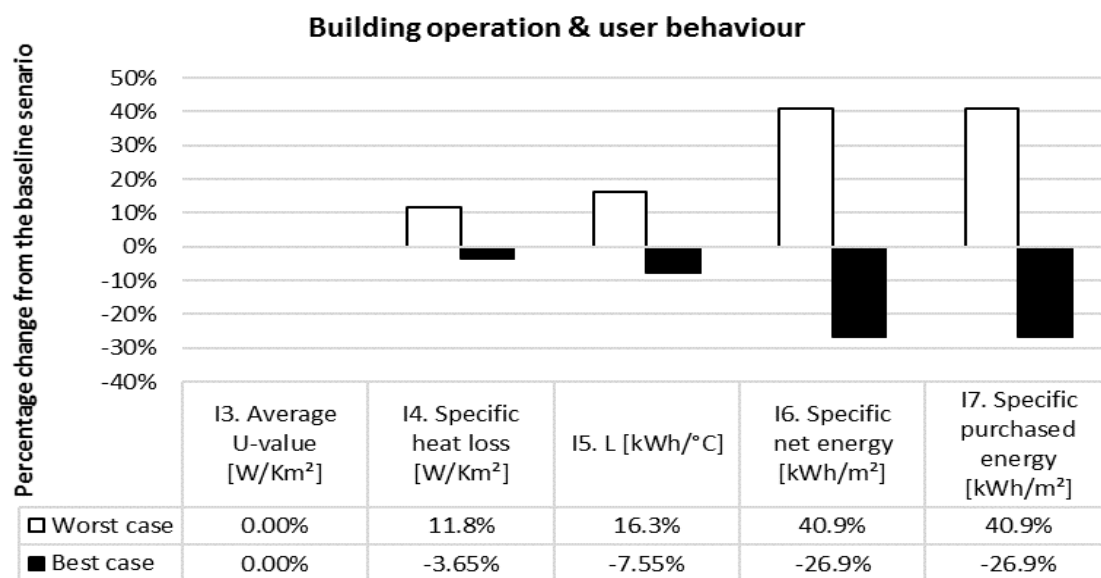 Building operation & user behaviour
Percentage change from the baseline senario
50%
40%
30%
20%
10%
0%
-10%
-20%
-30%
-40%
I3. Average
U-value
[W/Km²]
I4. Specific
heat loss
[W/Km²]
I5. L [kWh/°C]
I6. Specific
net energy
[kWh/m²]
I7. Specific
purchased
energy
[kWh/m²]
Worst case 0.00% 11.8% 16.3% 40.9% 40.9%
Best case 0.00% -3.65% -7.55% -26.9% -26.9%